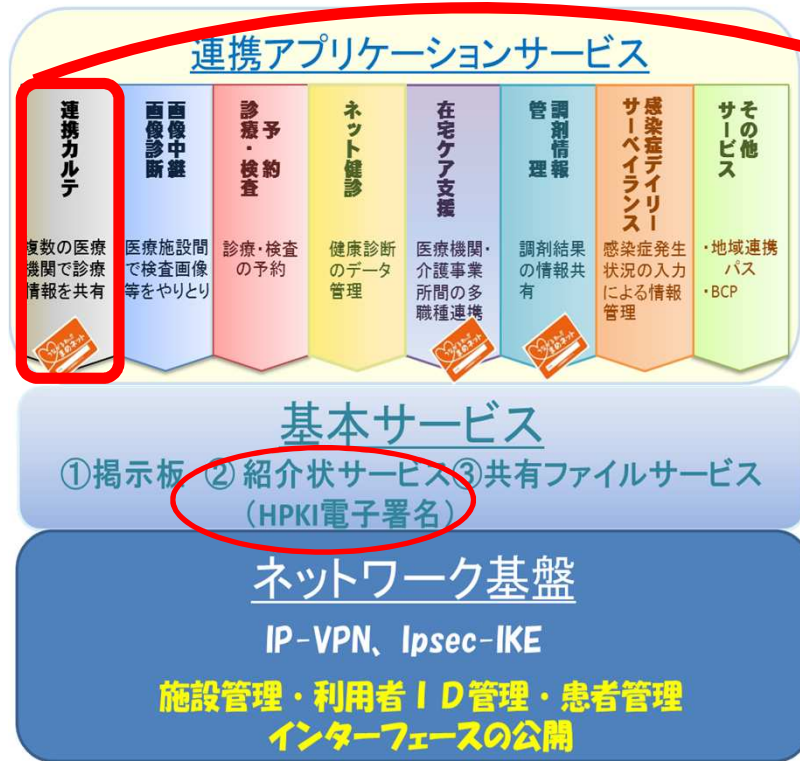 連携アプリケーションサービス
連携カルテ
複数の医療
機関で診療
情報を共有
画像中継
画像診断
医療施設間
で検査画像
等をやりとり
予約
診療・検査
診療・検査
の予約
ネット健診
健康診断
のデータ
管理
在宅ケア支援
医療機関・
介護事業
所間の多
職種連携
調剤情報
管理
調剤結果
の情報共
有
感染症デイリー
サーベイランス
感染症発生
状況の入力
による情報
管理
その他
サービス
・地域連携
パス
・BCP
基本サービス
①掲示板 ② 紹介状サービス③共有ファイルサービス
（HPKI電子署名）
ネットワーク基盤
IP-VPN、Ipsec-IKE
施設管理・利用者ＩＤ管理・患者管理
インターフェースの公開